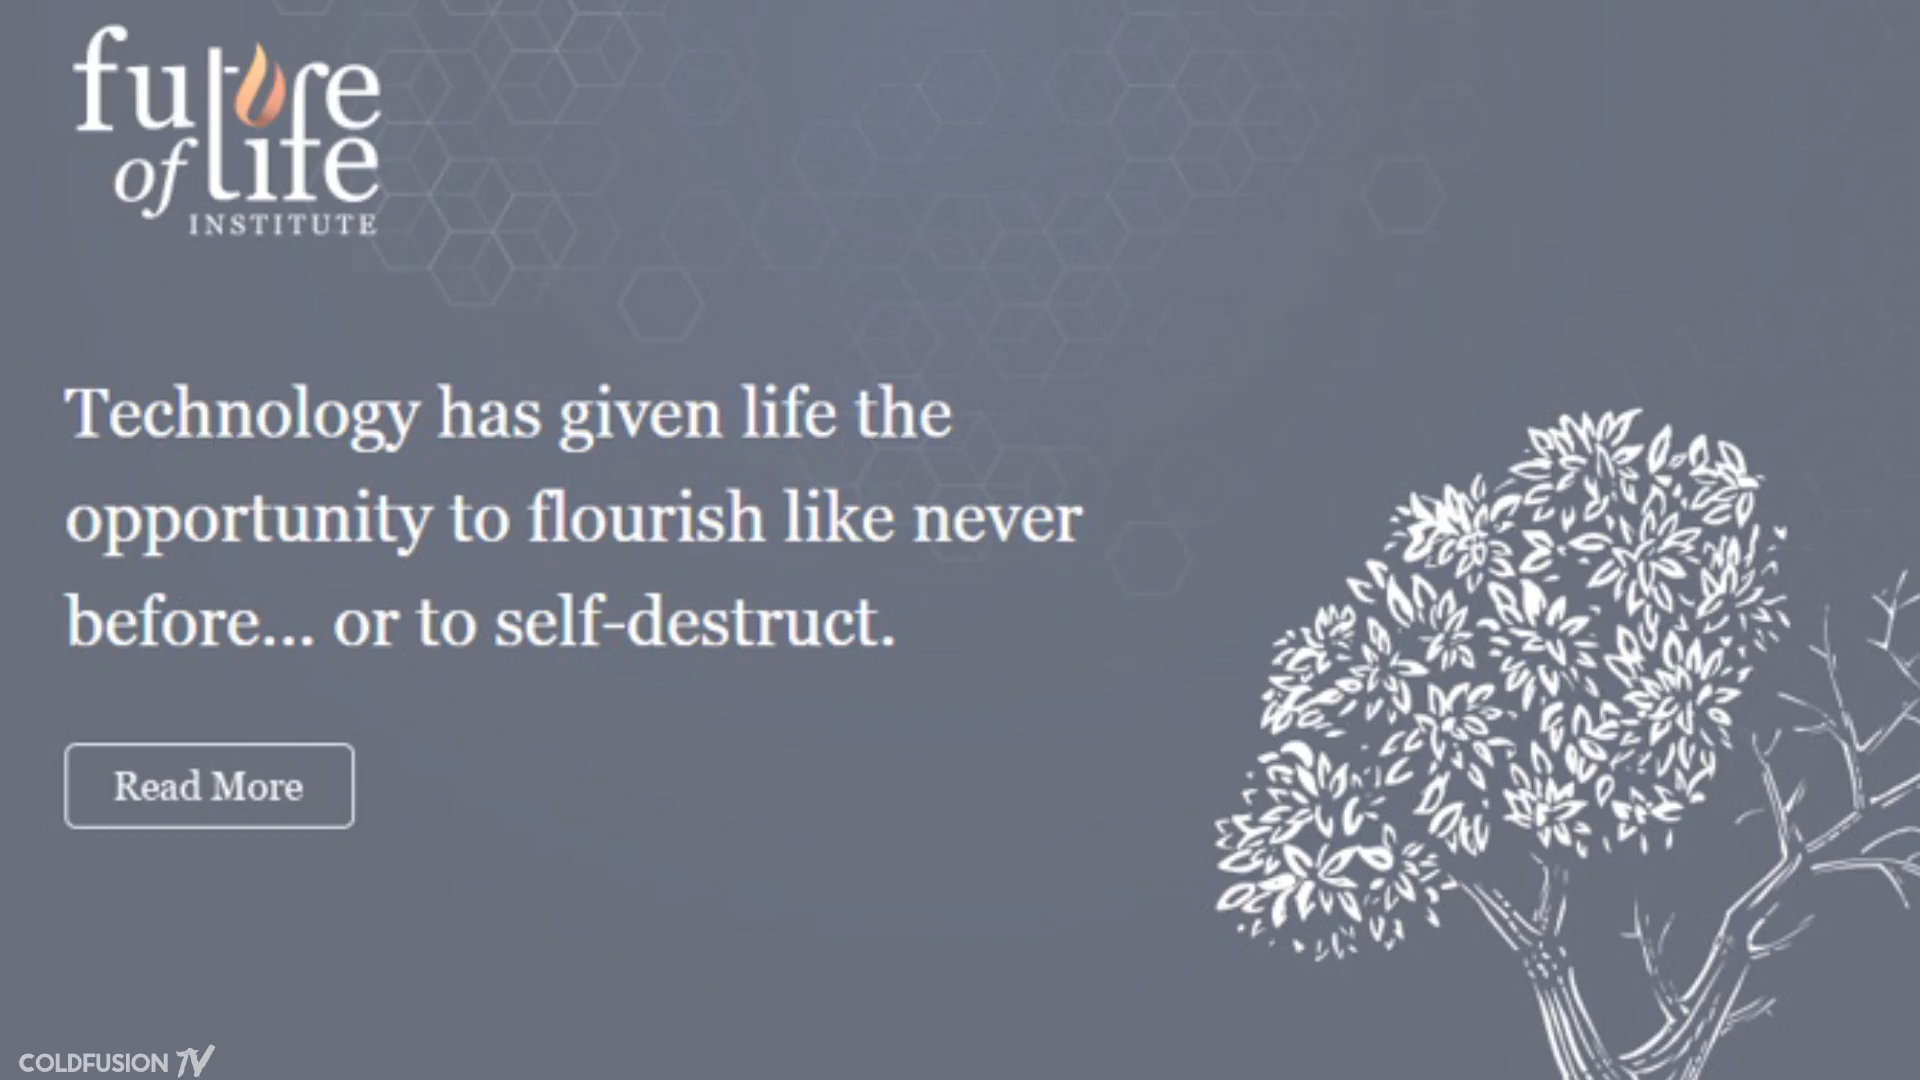 future
of life
INSTITUTE
Technology has given life the
opportunity to flourish like never
before... or to self-destruct.
Read More
COLDFUSION TV